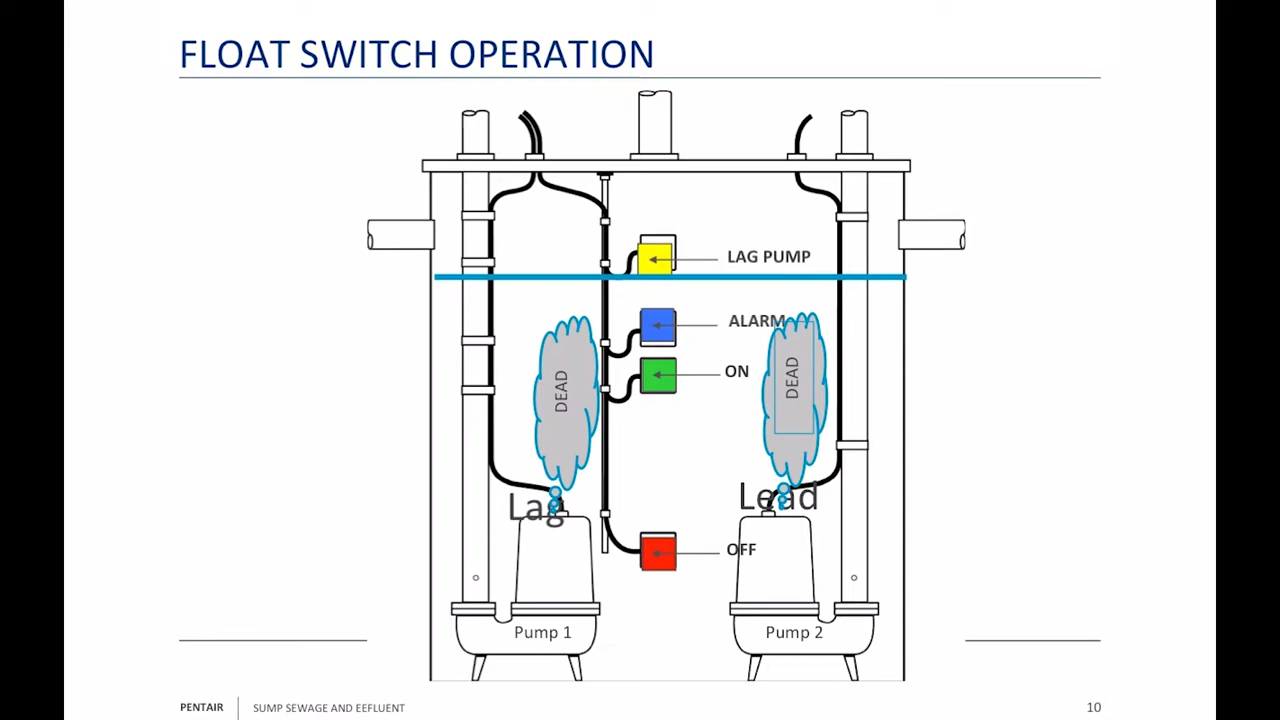 FLOAT SWITCH OPERATION
LAG PUMP
ALARM
ON
DEAD
DEAD
Lag
Lead
OFF
Pump 1
Pump 2
PENTAIR
SUMP SEWAGE AND EEFLUENT
10